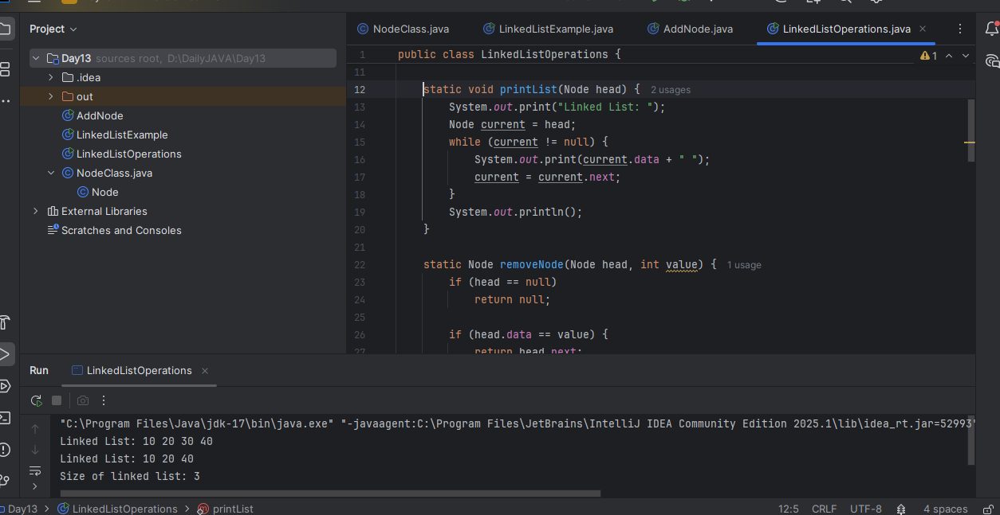 Project
Day13 sources root, D:\DailyJAVA\Day13
.idea
out
AddNode
LinkedListExample
LinkedListOperations
NodeClass.java
Node
External Libraries
Scratches and Consoles
NodeClass.java LinkedListExample.java AddNode.java LinkedListOperations.java
1 public class LinkedListOperations { 1
11
12 static void printList(Node head) { 2 usages
13 System.out.print("Linked List: ");
14 Node current = head;
15 while (current != null) {
16 System.out.print(current.data + " ");
17 current = current.next;
18 }
19 System.out.println();
20 }
21
22 static Node removeNode(Node head, int value) { 1 usage
23 if (head == null)
24 return null;
25
26 if (head.data == value) {
27 return head.next;
Run LinkedListOperations
"C:\Program Files\Java\jdk-17\bin\java.exe" "-javaagent:C:\Program Files\JetBrains\IntelliJ IDEA Community Edition 2025.1\lib\idea_rt.jar=52993
Linked List: 10 20 30 40
Linked List: 10 20 40
Size of linked list: 3
Day13 LinkedListOperations printList 12:5 CRLF UTF-8 4 spaces